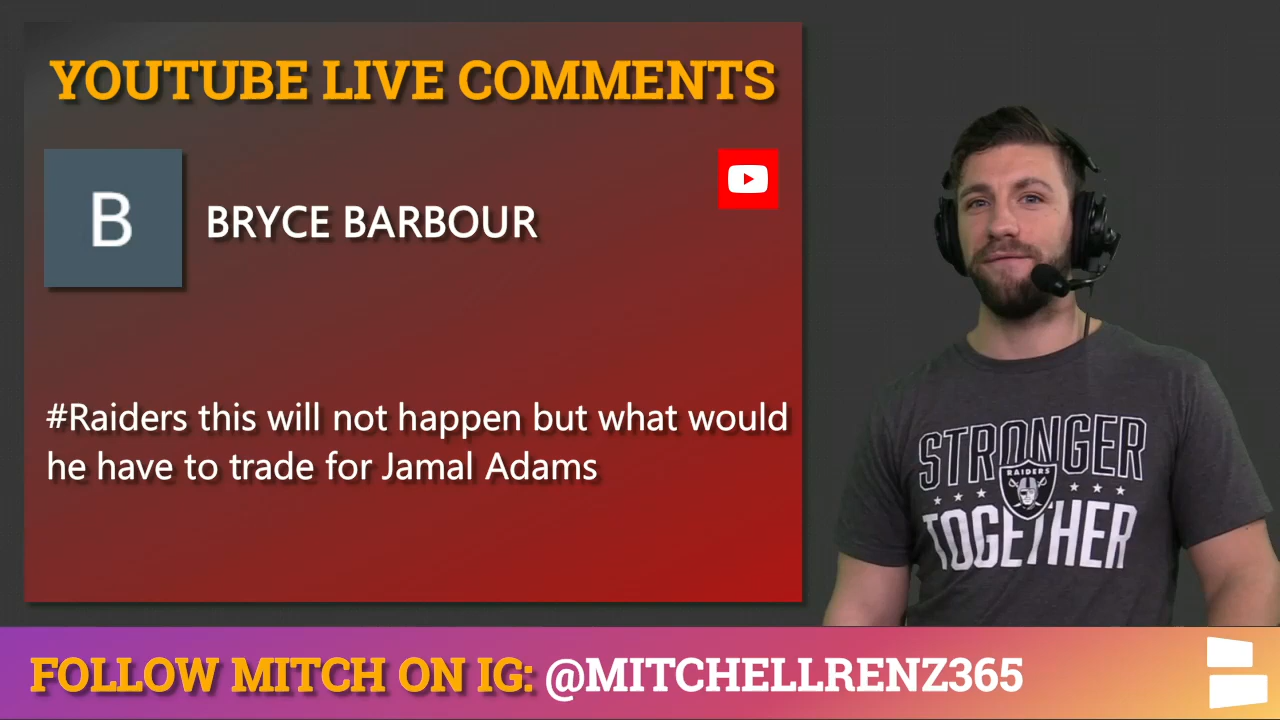 YOUTUBE LIVE COMMENTS
B
BRYCE BARBOUR
#Raiders this will not happen but what would
he have to trade for Jamal Adams
STRONGER
RAIDERS
TOGETHER
FOLLOW MITCH ON IG: @MITCHELLRENZ365